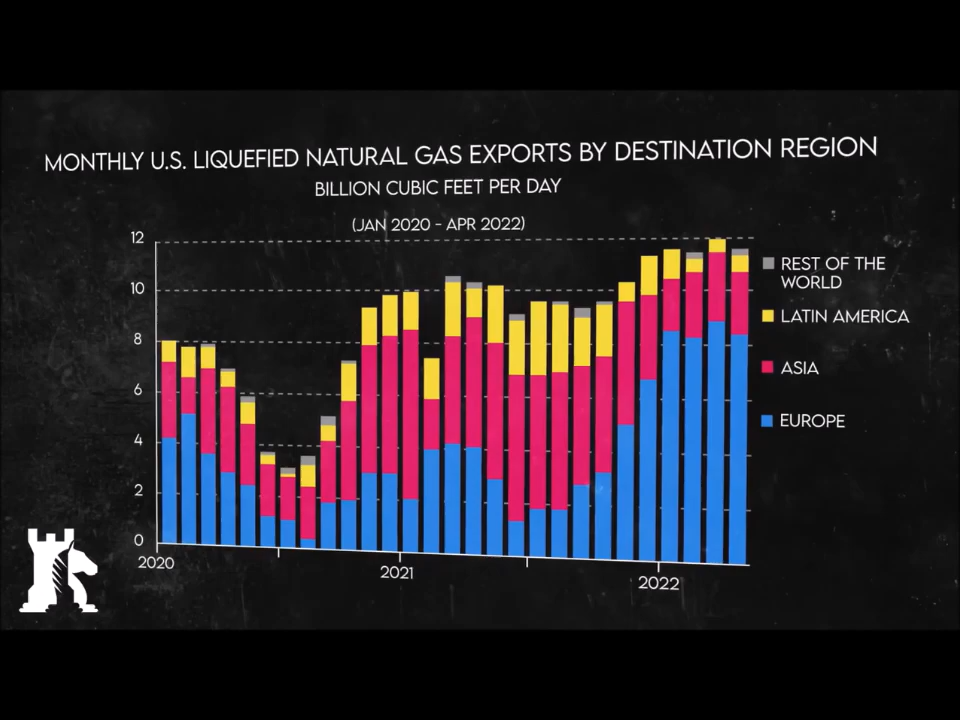 MONTHLY U.S. LIQUEFIED NATURAL GAS EXPORTS BY DESTINATION REGION
BILLION CUBIC FEET PER DAY
(JAN 2020 - APR 2022)
12
10
8
6
4
2
0
2020
2021
2022
REST OF THE
WORLD
LATIN AMERICA
ASIA
EUROPE